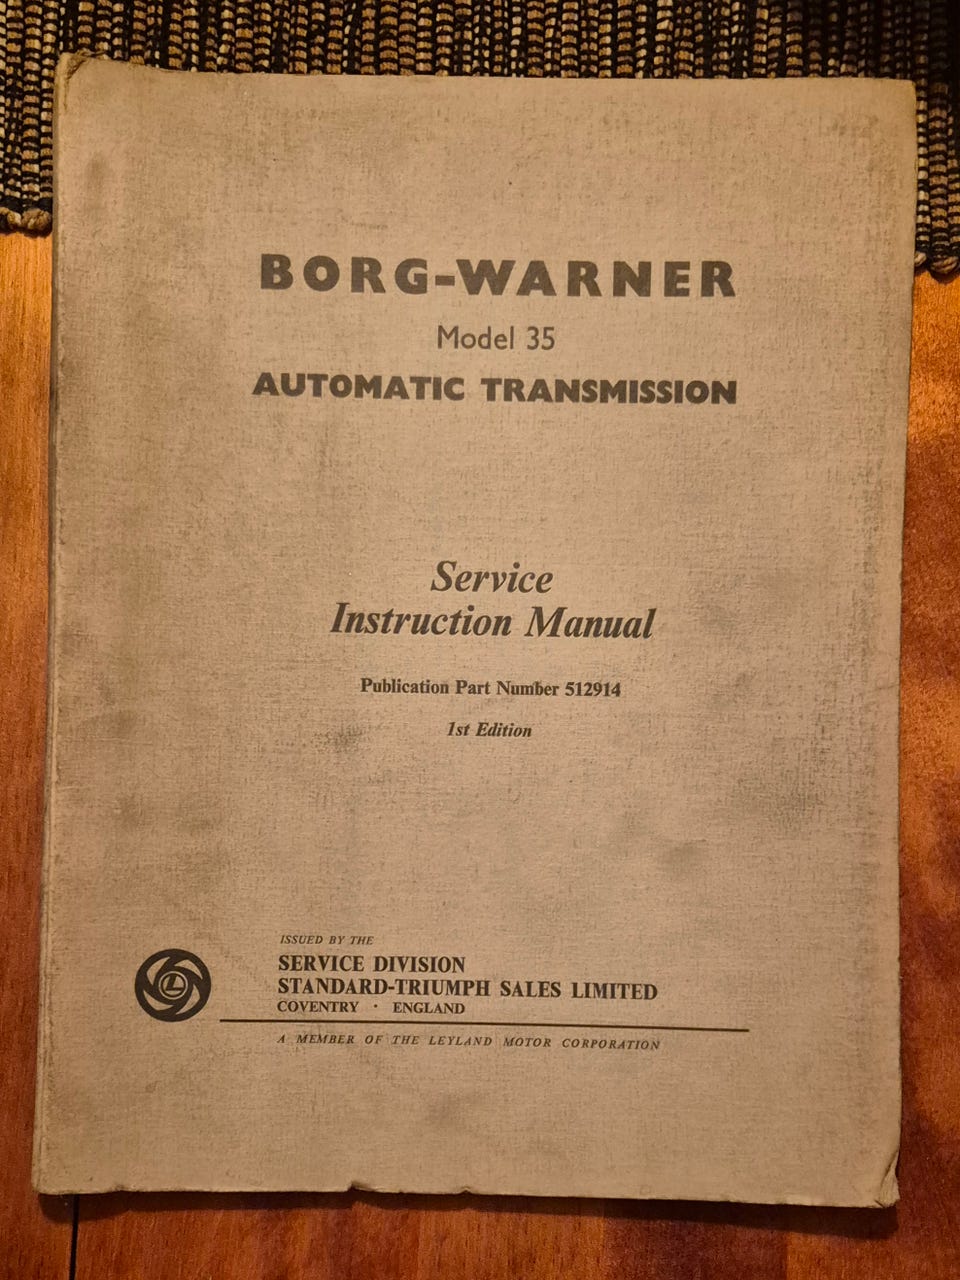 BORG-WARNER
Model 35
AUTOMATIC TRANSMISSION
Service
Instruction Manual
Publication Part Number 512914
1st Edition
ISSUED BY THE
SERVICE DIVISION
STANDARD-TRIUMPH SALES LIMITED
COVENTRY · ENGLAND
L
A MEMBER OF THE LEYLAND MOTOR CORPORATION